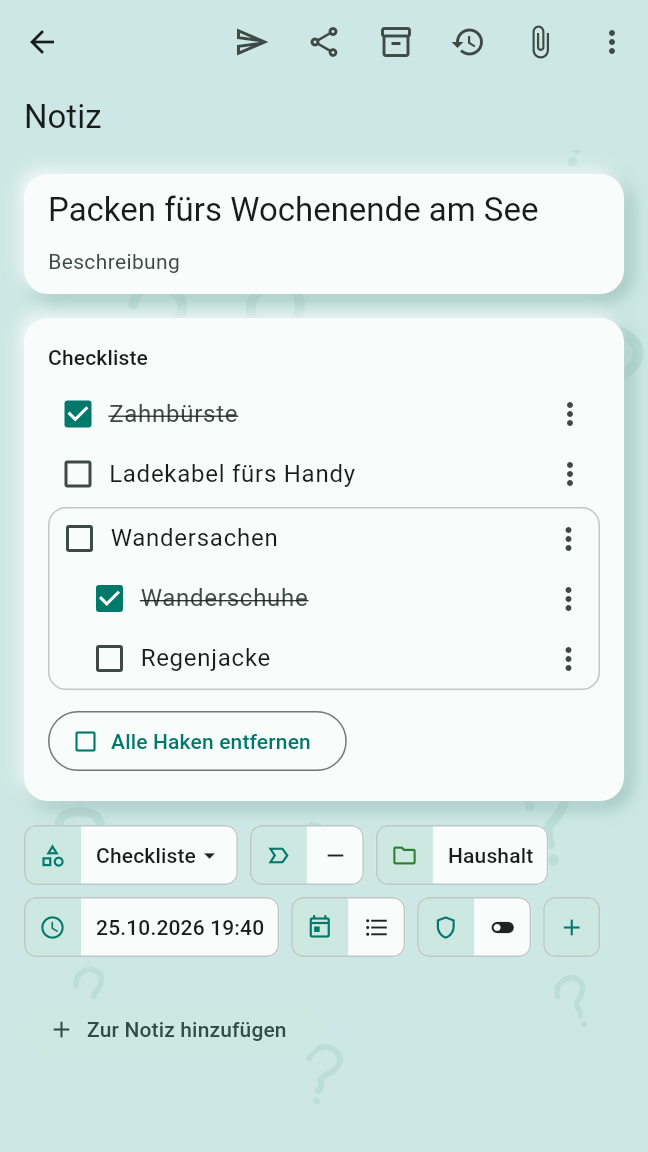 Notiz
Packen fürs Wochenende am See
Beschreibung
Checkliste
Zahnbürste
Ladekabel fürs Handy
Wandersachen
Wanderschuhe
Regenjacke
Alle Haken entfernen
Checkliste
Haushalt
25.10.2026 19:40
Zur Notiz hinzufügen